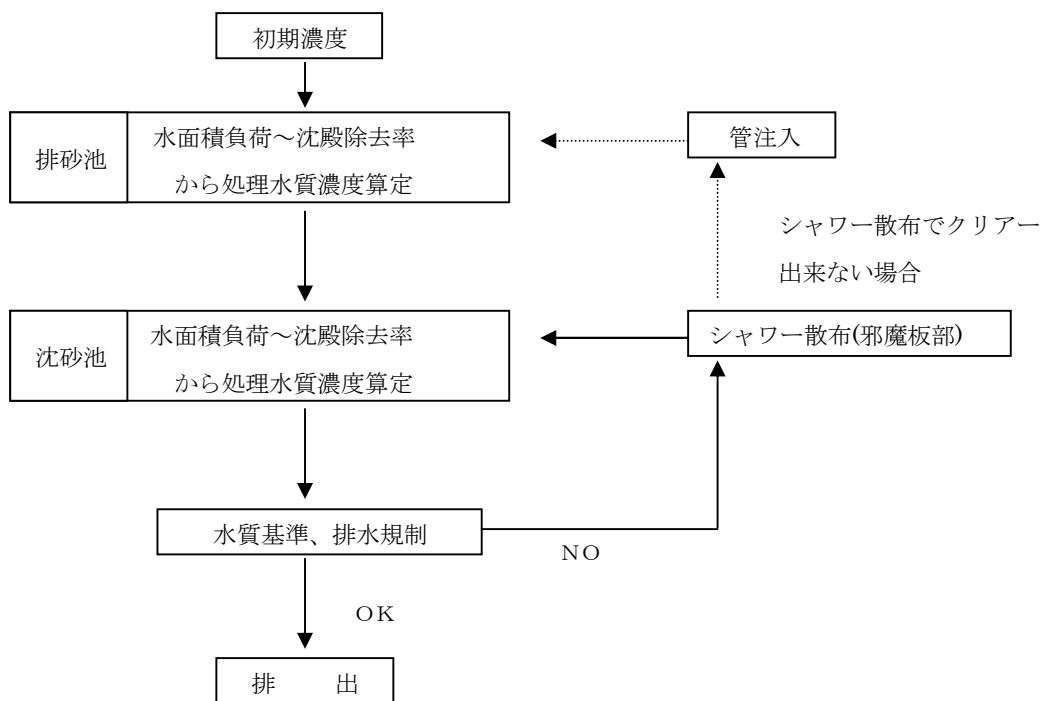 初期濃度
排砂池
水面積負荷～沈殿除去率
から処理水質濃度算定
管注入
シャワー散布でクリアー
出来ない場合
沈砂池
水面積負荷～沈殿除去率
から処理水質濃度算定
シャワー散布(邪魔板部)
水質基準、排水規制
NO
OK
排　　出